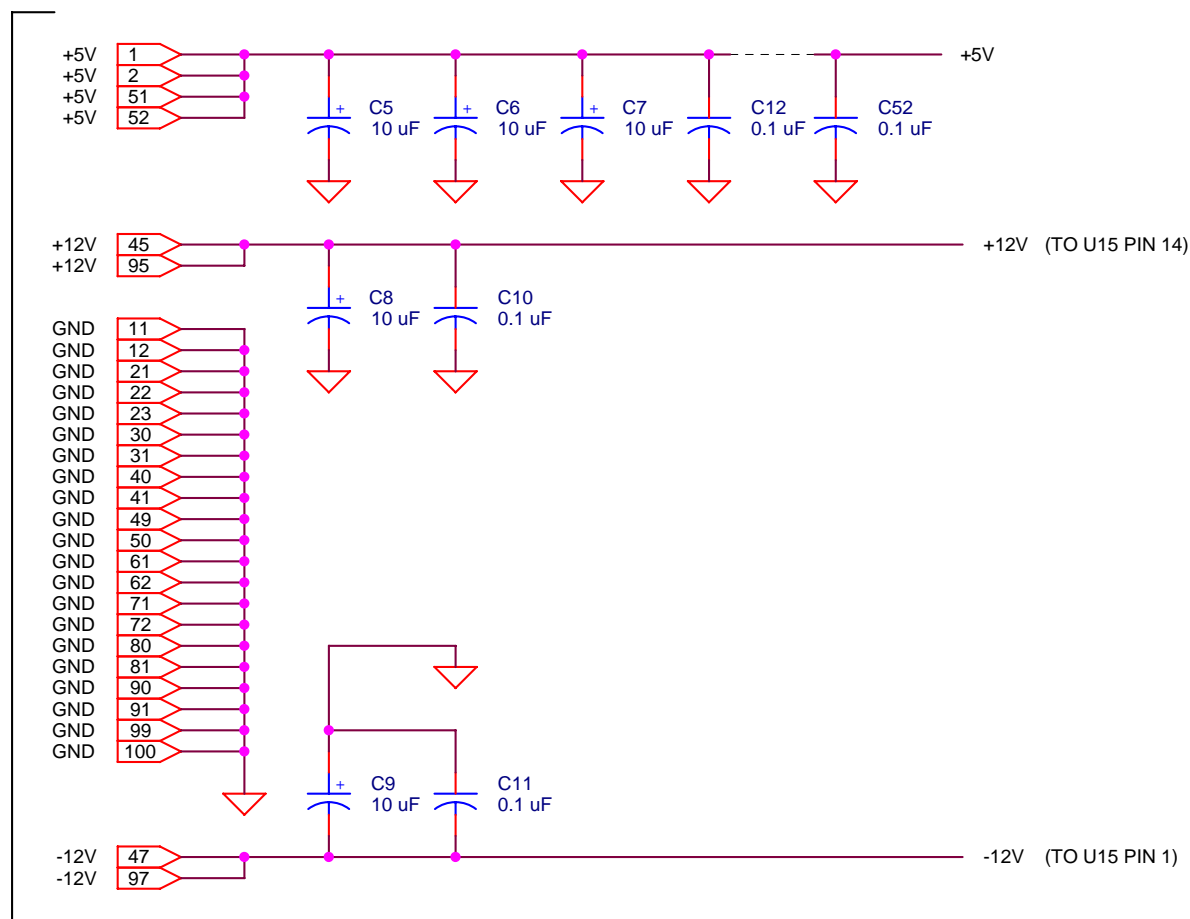 +5V 1 +5V
+5V 2
+5V 51
+5V 52
+ C5 + C6 + C7 C12 C52
10 uF 10 uF 10 uF 0.1 uF 0.1 uF
+12V 45 +12V (TO U15 PIN 14)
+12V 95
+ C8 C10
10 uF 0.1 uF
GND 11
GND 12
GND 21
GND 22
GND 23
GND 30
GND 31
GND 40
GND 41
GND 49
GND 50
GND 61
GND 62
GND 71
GND 72
GND 80
GND 81
GND 90
GND 91
GND 99
GND 100
+ C9 C11
10 uF 0.1 uF
-12V 47 -12V (TO U15 PIN 1)
-12V 97